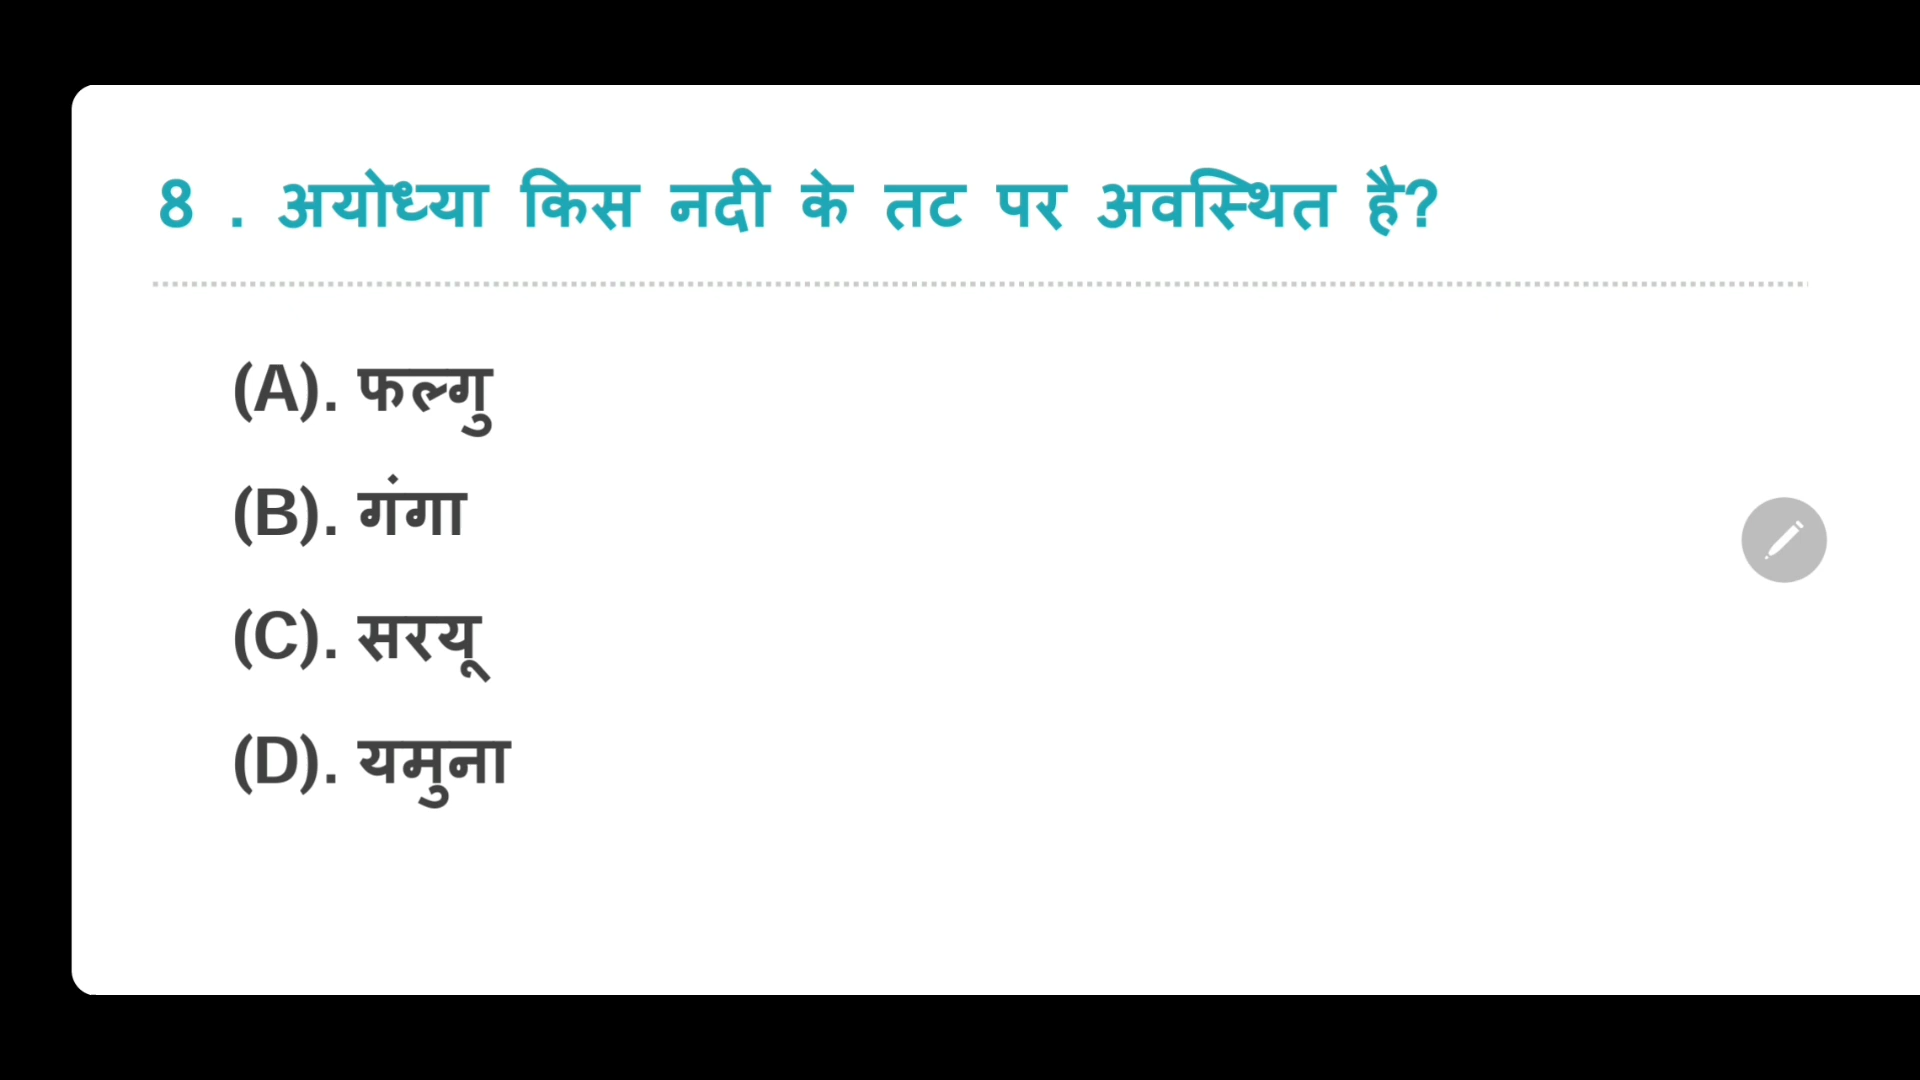 8 . अयोध्या किस नदी के तट पर अवस्थित है?
(A). फल्गु
(B). गंगा
(C). सरयू
(D). यमुना